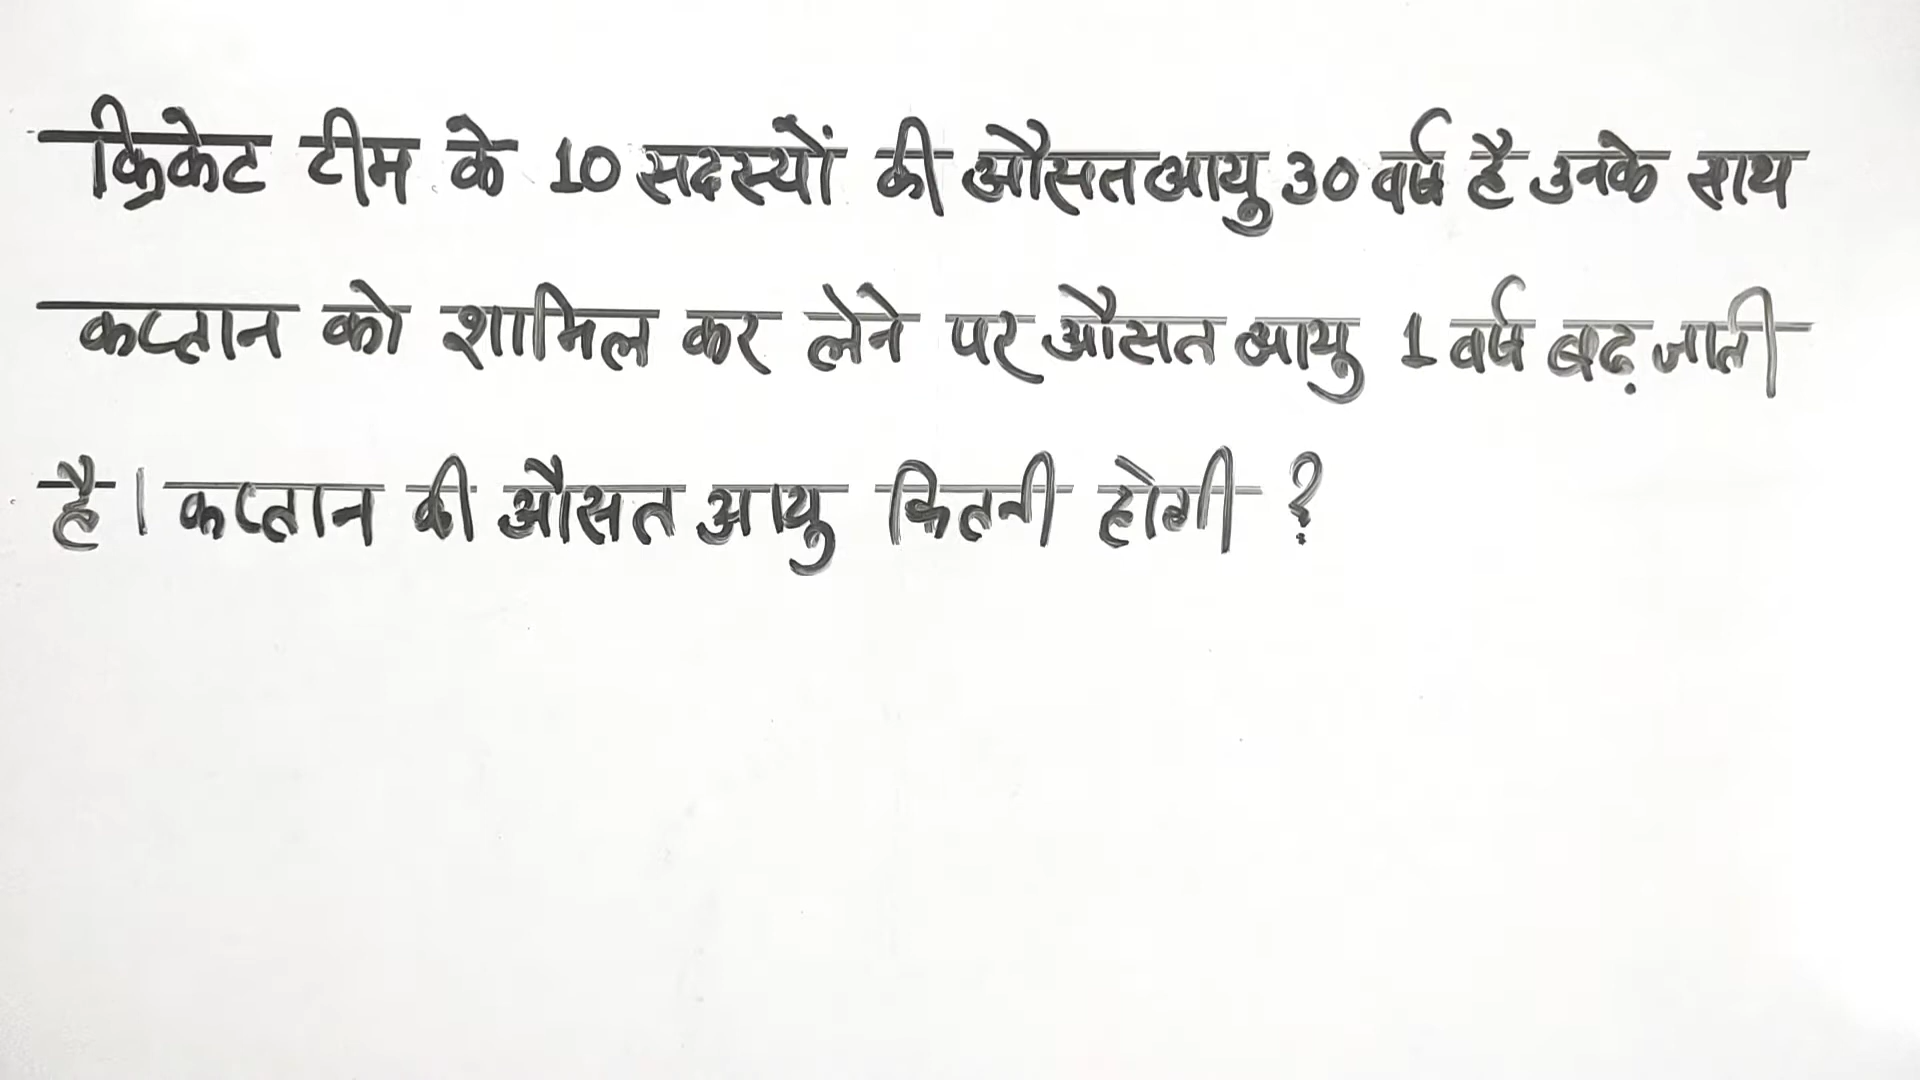 क्रिकेट टीम के 10 सदस्यों की औसत आयु 30 वर्ष है उनके साथ
कप्तान को शामिल कर लेने पर औसत आयु 1 वर्ष बढ़ जाती
है। कप्तान की औसत आयु कितनी होगी ?